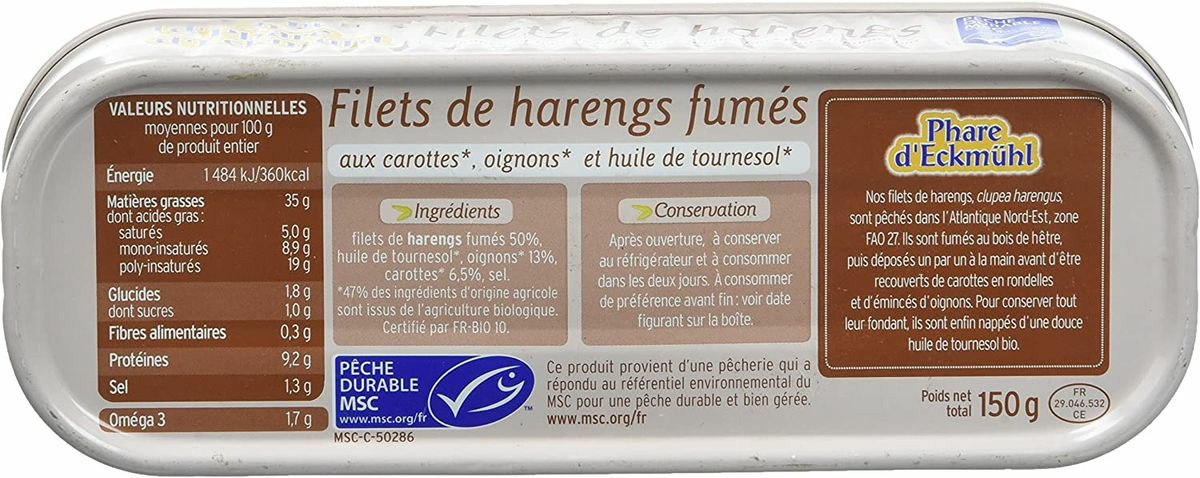 Filets de harengs
VALEURS NUTRITIONNELLES
moyennes pour 100 g
de produit entier
Énergie 1 484 kJ/360kcal
Matières grasses 35 g
dont acides gras :
saturés 5,0 g
mono-insaturés 8,9 g
poly-insaturés 19 g
Glucides 1,8 g
dont sucres 1,0 g
Fibres alimentaires 0,3 g
Protéines 9,2 g
Sel 1,3 g
Oméga 3 1,7 g
Filets de harengs fumés
aux carottes*, oignons* et huile de tournesol*
Ingrédients
filets de harengs fumés 50%,
huile de tournesol*, oignons* 13%,
carottes* 6,5%, sel.
*47% des ingrédients d'origine agricole
sont issus de l'agriculture biologique.
Certifié par FR-BIO 10.
Conservation
Après ouverture, à conserver
au réfrigérateur et à consommer
dans les deux jours. À consommer
de préférence avant fin : voir date
figurant sur la boîte.
PÊCHE
DURABLE
MSC
www.msc.org/fr
TM
MSC-C-50286
Ce produit provient d'une pêcherie qui a
répondu au référentiel environnemental du
MSC pour une pêche durable et bien gérée.
www.msc.org/fr
Phare
d'Eckmühl
Nos filets de harengs, clupea harengus,
sont pêchés dans l'Atlantique Nord-Est, zone
FAO 27. Ils sont fumés au bois de hêtre,
puis déposés un par un à la main avant d'être
recouverts de carottes en rondelles
et d'émincés d'oignons. Pour conserver tout
leur fondant, ils sont enfin nappés d'une douce
huile de tournesol bio.
Poids net
total 150 g
FR
29.046.532
CE